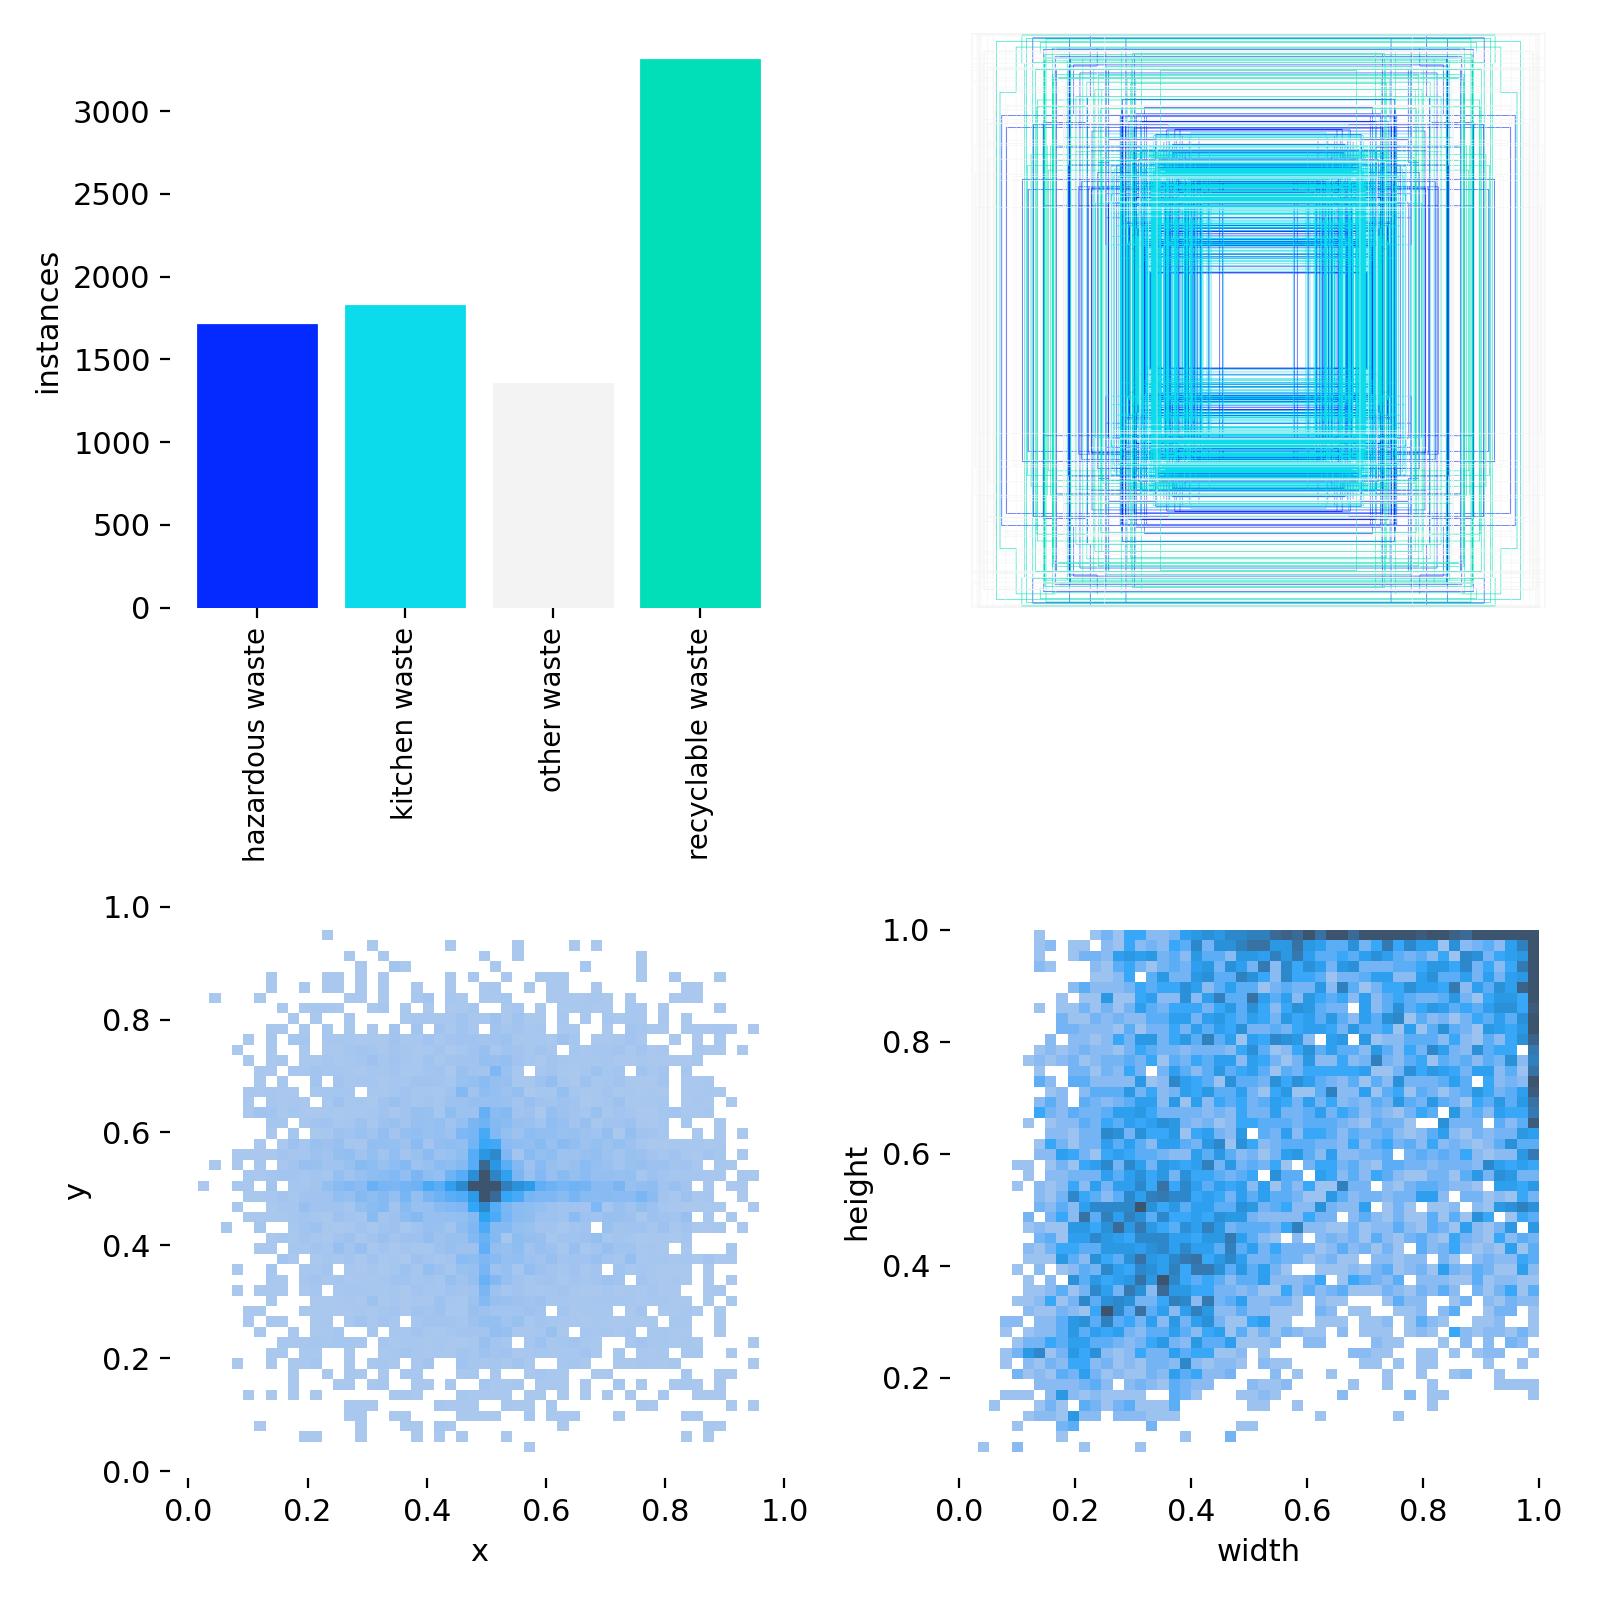 instances
3000
2500
2000
1500
1000
500
0
hazardous waste
kitchen waste
other waste
recyclable waste
y
1.0
0.8
0.6
0.4
0.2
0.0
0.0 0.2 0.4 0.6 0.8 1.0
x
height
1.0
0.8
0.6
0.4
0.2
0.0 0.2 0.4 0.6 0.8 1.0
width